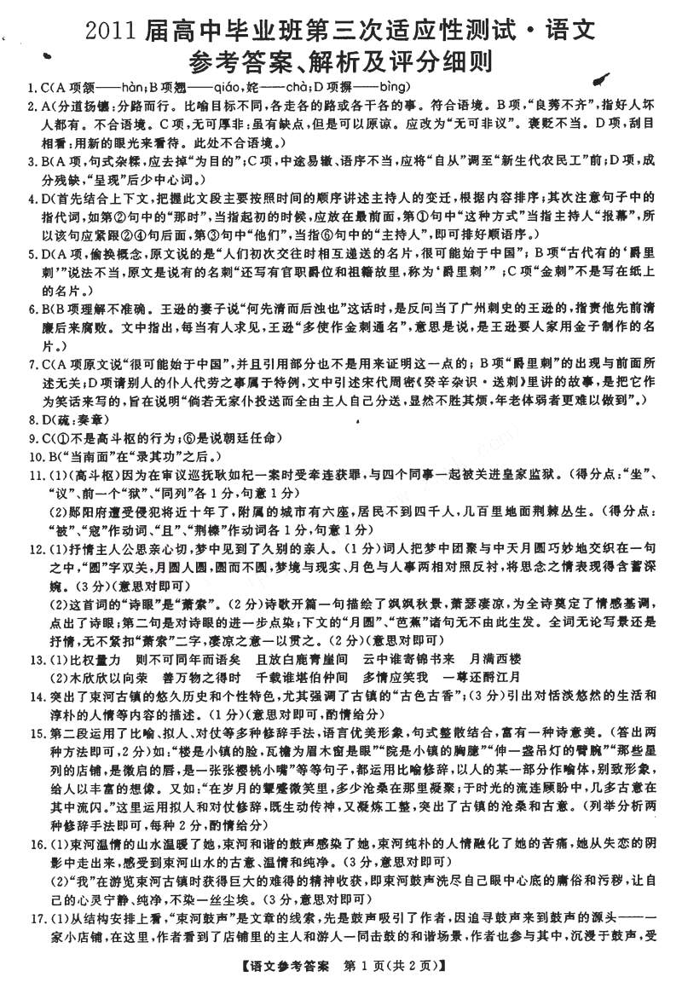 2011届高中毕业班第三次适应性测试·语文
参考答案、解析及评分细则
1.C(A项颔——hàn;B项翘——qiáo,姹——chà;D项摒——bìng)
2.A(分道扬镳:分路而行。比喻目标不同,各走各的路或各干各的事。符合语境。B项,“良莠不齐”,指好人坏
人都有。不合语境。C项,无可厚非:虽有缺点,但是可以原谅。应改为“无可非议”。褒贬不当。D项,刮目
相看:用新的眼光来看待。此处不合语境。)
3.B(A项,句式杂糅,应去掉“为目的”;C项,中途易辙、语序不当,应将“自从”调至“新生代农民工”前;D项,成
分残缺,“呈现”后少中心词。)
4.D(首先结合上下文,把握此文段主要按照时间的顺序讲述主持人的变迁,根据内容排序;其次注意句子中的
指代词,如第②句中的“那时”,当指起初的时候,应放在最前面,第①句中“这种方式”当指主持人“报幕”,所
以该句应紧跟②④句后面,第③句中“他们”,当指⑥句中的“主持人”,即可排好顺语序。)
5.D(A项,偷换概念,原文说的是“人们初次交往时相互递送的名片,很可能始于中国”; B项“古代有的‘爵里
刺’”说法不当,原文是说有的名刺“还写有官职爵位和祖籍故里,称为‘爵里刺’” ;C项“金刺”不是写在纸上
的名片。)
6.B(B项理解不准确。王逊的妻子说“何先清而后浊也”这话时,是反问当了广州刺史的王逊的,指责他先前清
廉后来腐败。文中指出,每当有人求见,王逊“多使作金刺通名”,意思是说,是王逊要人家用金子制作的名
片。)
7.C(A项原文说“很可能始于中国”,并且引用部分也不是用来证明这一点的; B项“爵里刺”的出现与前面所
述无关;D项请别人的仆人代劳之事属于特例,文中引述宋代周密《癸辛杂识·送刺》里讲的故事,是把它作
为笑话来写的,旨在说明“倘若无家仆投送而全由主人自己分送,显然不胜其烦,年老体弱者更难以做到”。)
8.D(疏:奏章)
9.C(①不是高斗枢的行为;⑥是说朝廷任命)
10.B(“当南面”在“录其功”之后。)
11.(1)(高斗枢)因为在审议巡抚耿如杞一案时受牵连获罪,与四个同事一起被关进皇家监狱。(得分点:“坐”、
“议”、前一个“狱”、“同列”各1分,句意1分)
(2)郧阳府遭受侵犯将近十年了,附属的城市有六座,居民不到四千人,几百里地面荆棘丛生。(得分点:
“被”、“寇”作动词、“且”、“荆榛”作动词各1分,句意1分)
12.(1)抒情主人公思亲心切,梦中见到了久别的亲人。(1分)词人把梦中团聚与中天月圆巧妙地交织在一句
之中,“圆”字双关,月圆人圆,圆而不圆,梦境与现实、月色与人事两相对照反衬,将思念之情表现得含蓄深
婉。(3分)(意思对即可)
(2)这首词的“诗眼”是“萧索”。(2分)诗歌开篇一句描绘了飒飒秋景,萧瑟凄凉,为全诗奠定了情感基调,
点出了诗眼;第二句是对诗眼的进一步点染;下文的“月圆”、“芭蕉”诸句无不由此生发。全词无论写景还是
抒情,无不紧扣“萧索”二字,凄凉之意一以贯之。(2分)(意思对即可)
13.(1)比权量力 则不可同年而语矣 且放白鹿青崖间 云中谁寄锦书来 月满西楼
(2)木欣欣以向荣 善万物之得时 千载谁堪伯仲间 多情应笑我 一尊还酹江月
14.突出了束河古镇的悠久历史和个性特色,尤其强调了古镇的“古色古香”;(3分)引出对恬淡悠然的生活和
淳朴的人情等内容的描述。(1分)(意思对即可,酌情给分)
15.第二段运用了比喻、拟人、对仗等多种修辞手法,语言优美形象,句式整散结合,富有一种诗意美。(答出两
种方法即可,2分)如:“楼是小镇的脸,瓦檐为眉木窗是眼”“院是小镇的胸臆”“伸一盏吊灯的臂腕”“那些星
列的店铺,是微启的唇,是一张张樱桃小嘴”等等句子,都运用比喻修辞,以人的某一部分作喻体,别致形象,
给人以丰富的想像。又如:“在岁月的颦蹙微笑里,多少沧桑在那里凝聚;于时光的流连顾盼中,几多古意在
其中流闪。”这里运用拟人和对仗修辞,既生动传神,又凝炼工整,突出了古镇的沧桑和古意。(列举分析两
种修辞手法即可,每种2分,酌情给分)
16.(1)束河温情的山水温暖了她,束河和谐的鼓声感染了她,束河纯朴的人情融化了她的苦痛,她从失恋的阴
影中走出来,感受到束河山水的古意、温情和纯净。(3分,意思对即可)
(2)“我”在游览束河古镇时获得巨大的难得的精神收获,即束河鼓声洗尽自己眼中心底的庸俗和污秽,让自
己的心灵宁静、纯净,不染一丝尘埃。(3分,意思对即可)
17.(1)从结构安排上看,“束河鼓声”是文章的线索,先是鼓声吸引了作者,因追寻鼓声来到鼓声的源头——一
家小店铺,在这里,作者看到了店铺里的主人和游人一同击鼓的和谐场景,作者也参与其中,沉漫于鼓声,受
【语文参考答案 第1页(共2页)】